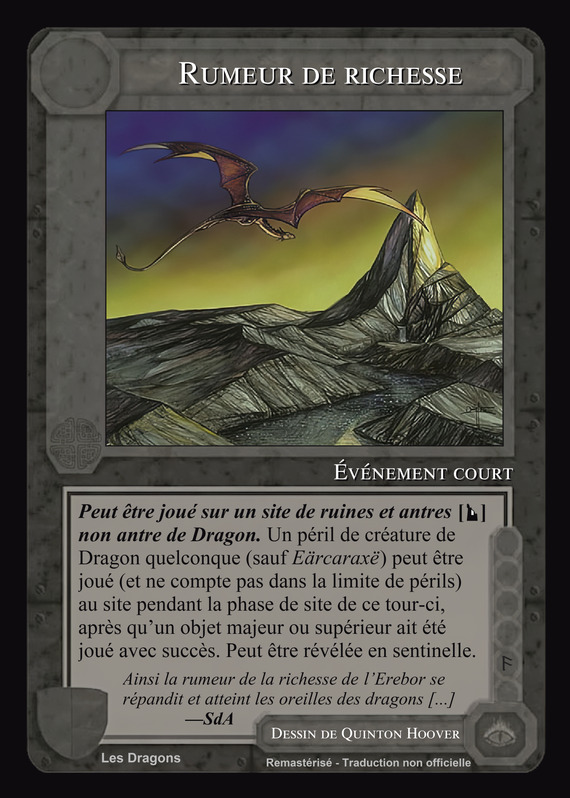 Rumeur de richesse
Événement court
Peut être joué sur un site de ruines et antres [ ]
non antre de Dragon. Un péril de créature de
Dragon quelconque (sauf Eärcaraxë) peut être
joué (et ne compte pas dans la limite de périls)
au site pendant la phase de site de ce tour-ci,
après qu’un objet majeur ou supérieur ait été
joué avec succès. Peut être révélée en sentinelle.
Ainsi la rumeur de la richesse de l’Erebor se
répandit et atteint les oreilles des dragons [...]
—SdA
Dessin de Quinton Hoover
Les Dragons
Remastérisé - Traduction non officielle